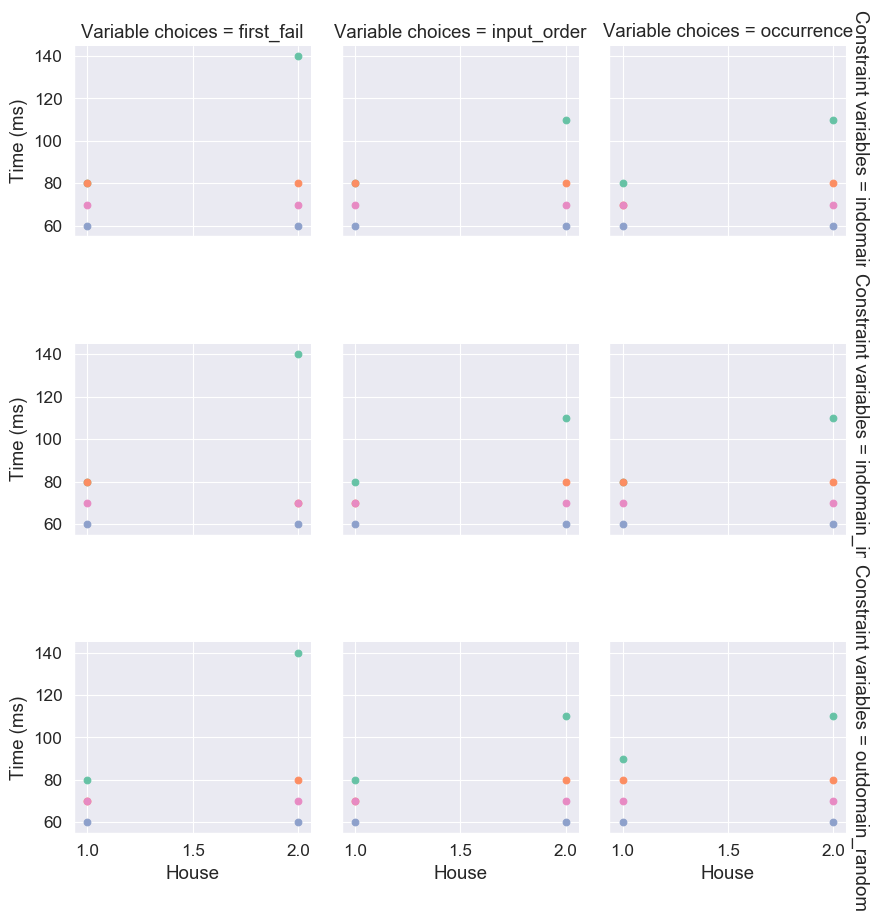 Variable choices = first_fail
Variable choices = input_order
Variable choices = occurrence
Time (ms)
140
120
100
80
60
Constraint variables = indomain
Time (ms)
140
120
100
80
60
Constraint variables = indomain_ir
Time (ms)
140
120
100
80
60
Constraint variables = outdomain_random
1.0 1.5 2.0
1.0 1.5 2.0
1.0 1.5 2.0
House
House
House